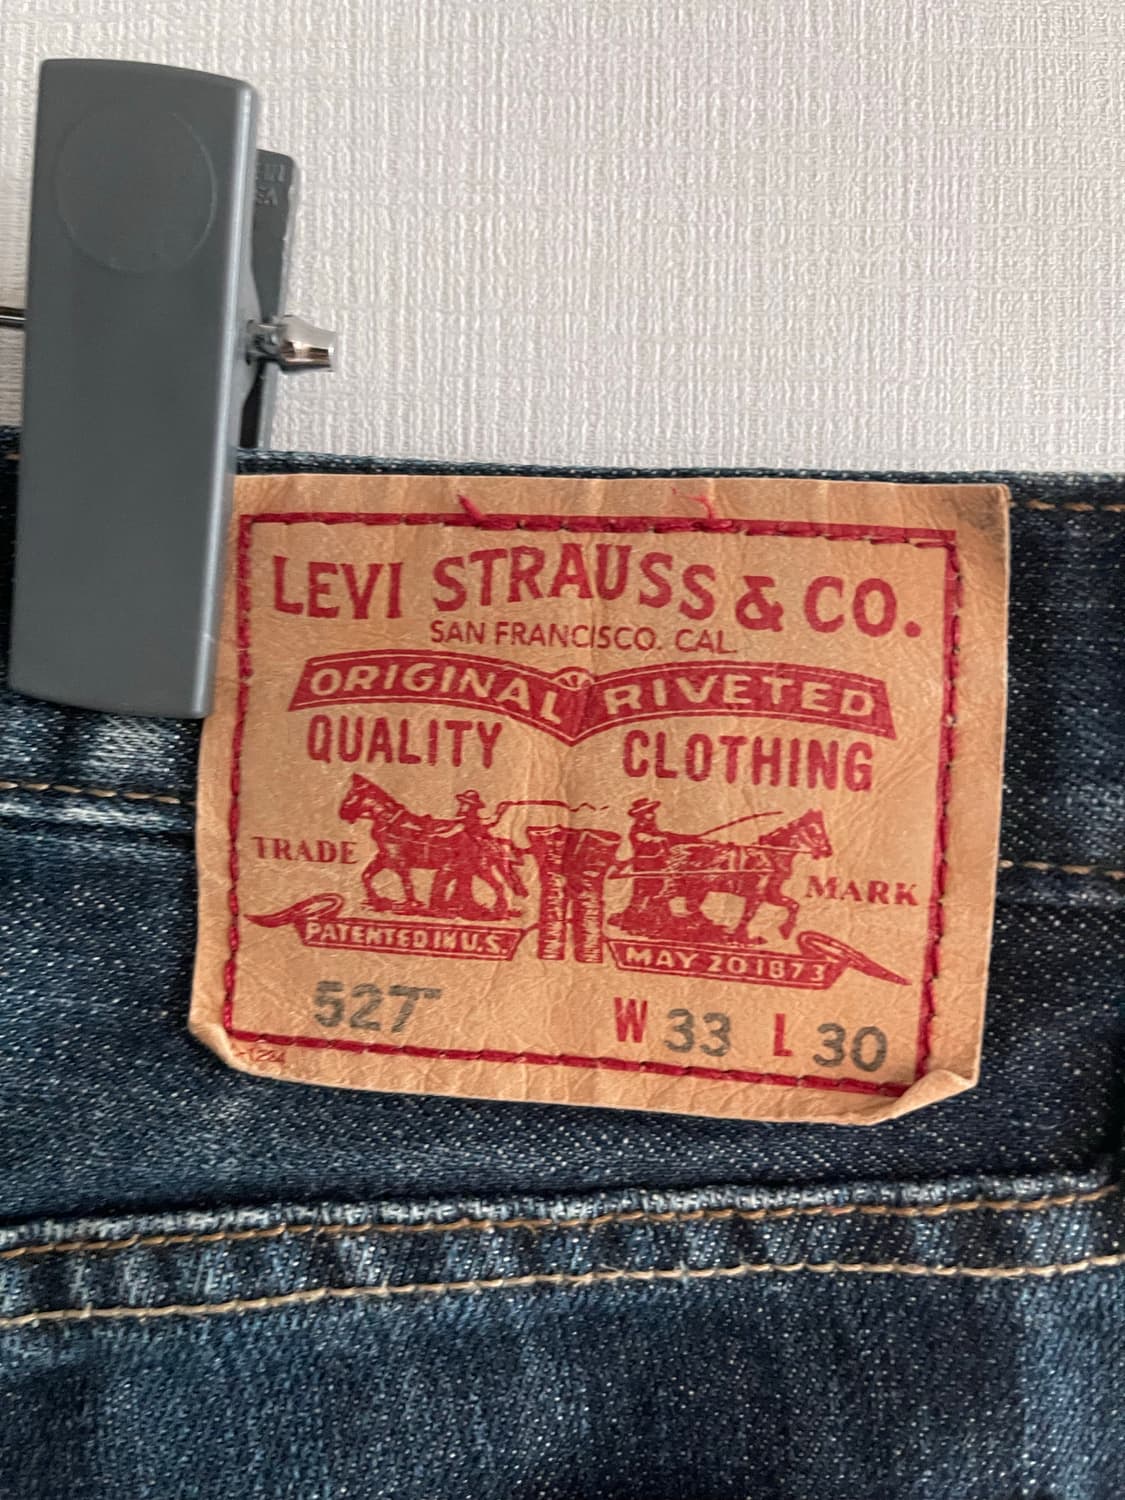 LEVI STRAUSS & CO.
SAN FRANCISCO. CAL.
ORIGINAL RIVETED
QUALITY CLOTHING
TRADE MARK
PATENTED IN U.S. MAY 20 1873
527 W 33 L 30